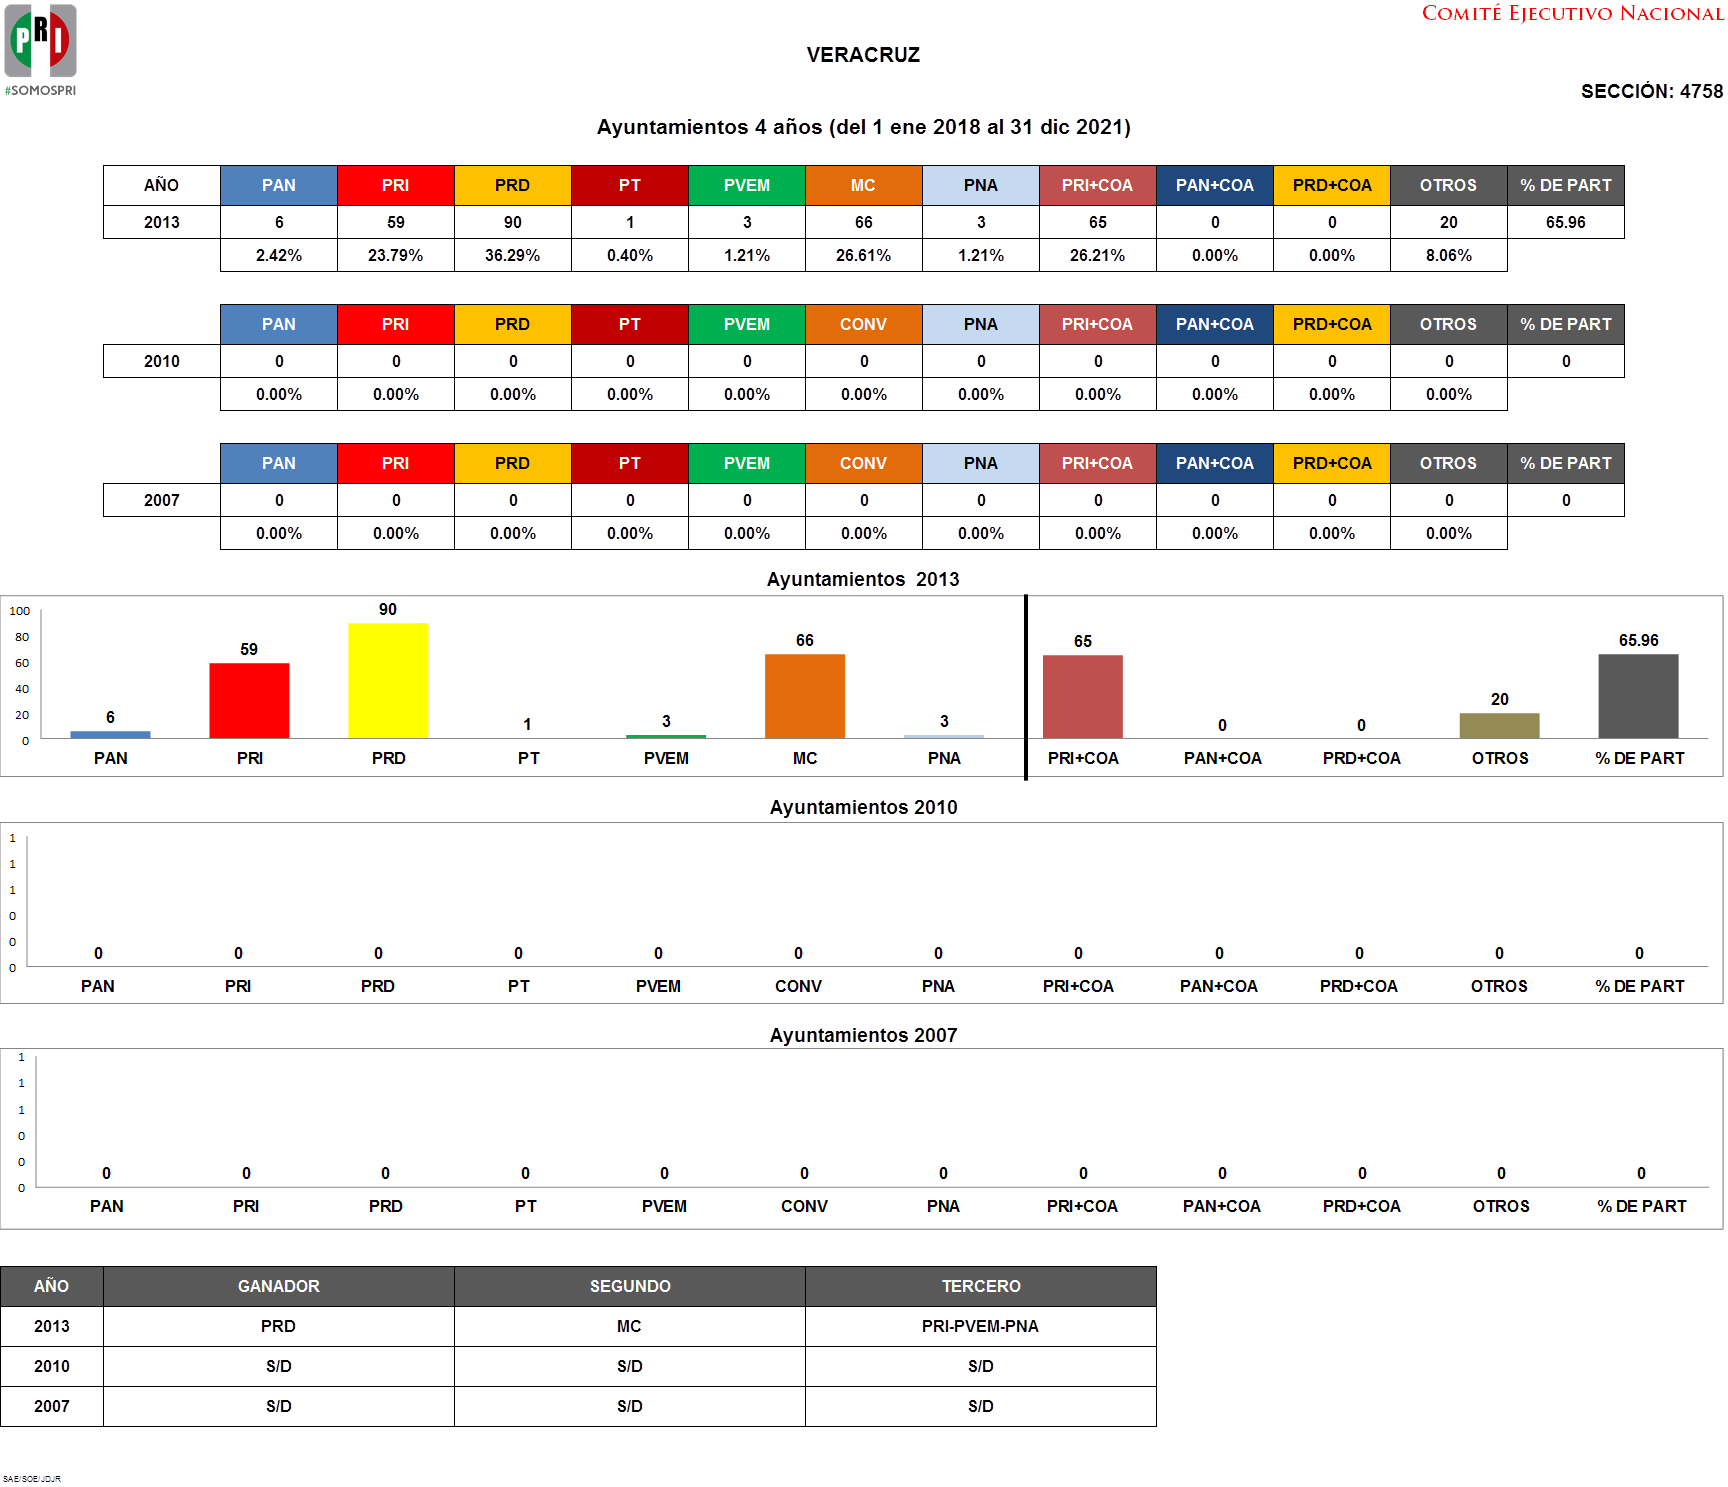 PRI
#SOMOSPRI
COMITÉ EJECUTIVO NACIONAL
VERACRUZ
SECCIÓN: 4758
Ayuntamientos 4 años (del 1 ene 2018 al 31 dic 2021)
AÑO PAN PRI PRD PT PVEM MC PNA PRI+COA PAN+COA PRD+COA OTROS % DE PART
2013 6 59 90 1 3 66 3 65 0 0 20 65.96
2.42% 23.79% 36.29% 0.40% 1.21% 26.61% 1.21% 26.21% 0.00% 0.00% 8.06%
PAN PRI PRD PT PVEM CONV PNA PRI+COA PAN+COA PRD+COA OTROS % DE PART
2010 0 0 0 0 0 0 0 0 0 0 0 0
0.00% 0.00% 0.00% 0.00% 0.00% 0.00% 0.00% 0.00% 0.00% 0.00% 0.00%
PAN PRI PRD PT PVEM CONV PNA PRI+COA PAN+COA PRD+COA OTROS % DE PART
2007 0 0 0 0 0 0 0 0 0 0 0 0
0.00% 0.00% 0.00% 0.00% 0.00% 0.00% 0.00% 0.00% 0.00% 0.00% 0.00%
Ayuntamientos 2013
100
80
60
40
20
0
6 59 90 1 3 66 3 65 0 0 20 65.96
PAN PRI PRD PT PVEM MC PNA PRI+COA PAN+COA PRD+COA OTROS % DE PART
Ayuntamientos 2010
1
1
1
0
0
0
0 0 0 0 0 0 0 0 0 0 0 0
PAN PRI PRD PT PVEM CONV PNA PRI+COA PAN+COA PRD+COA OTROS % DE PART
Ayuntamientos 2007
1
1
1
0
0
0
0 0 0 0 0 0 0 0 0 0 0 0
PAN PRI PRD PT PVEM CONV PNA PRI+COA PAN+COA PRD+COA OTROS % DE PART
AÑO GANADOR SEGUNDO TERCERO
2013 PRD MC PRI-PVEM-PNA
2010 S/D S/D S/D
2007 S/D S/D S/D
SAE/SOE/JDJR